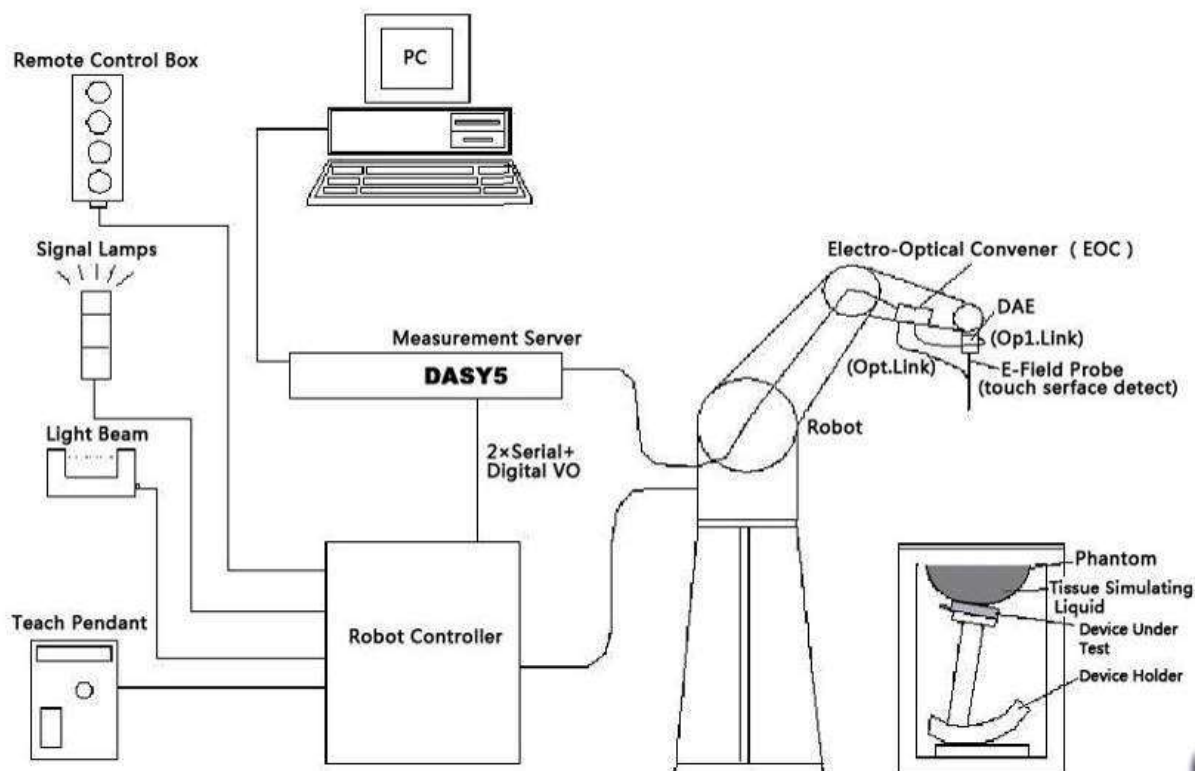 PC
Remote Control Box
Signal Lamps
Electro-Optical Convener ( EOC )
DAE
(Op1.Link)
Measurement Server
DASY5
(Opt.Link)
E-Field Probe
(touch serface detect)
Light Beam
2×Serial+
Digital VO
Robot
Phantom
Tissue Simulating
Liquid
Teach Pendant
Robot Controller
Device Under
Test
Device Holder